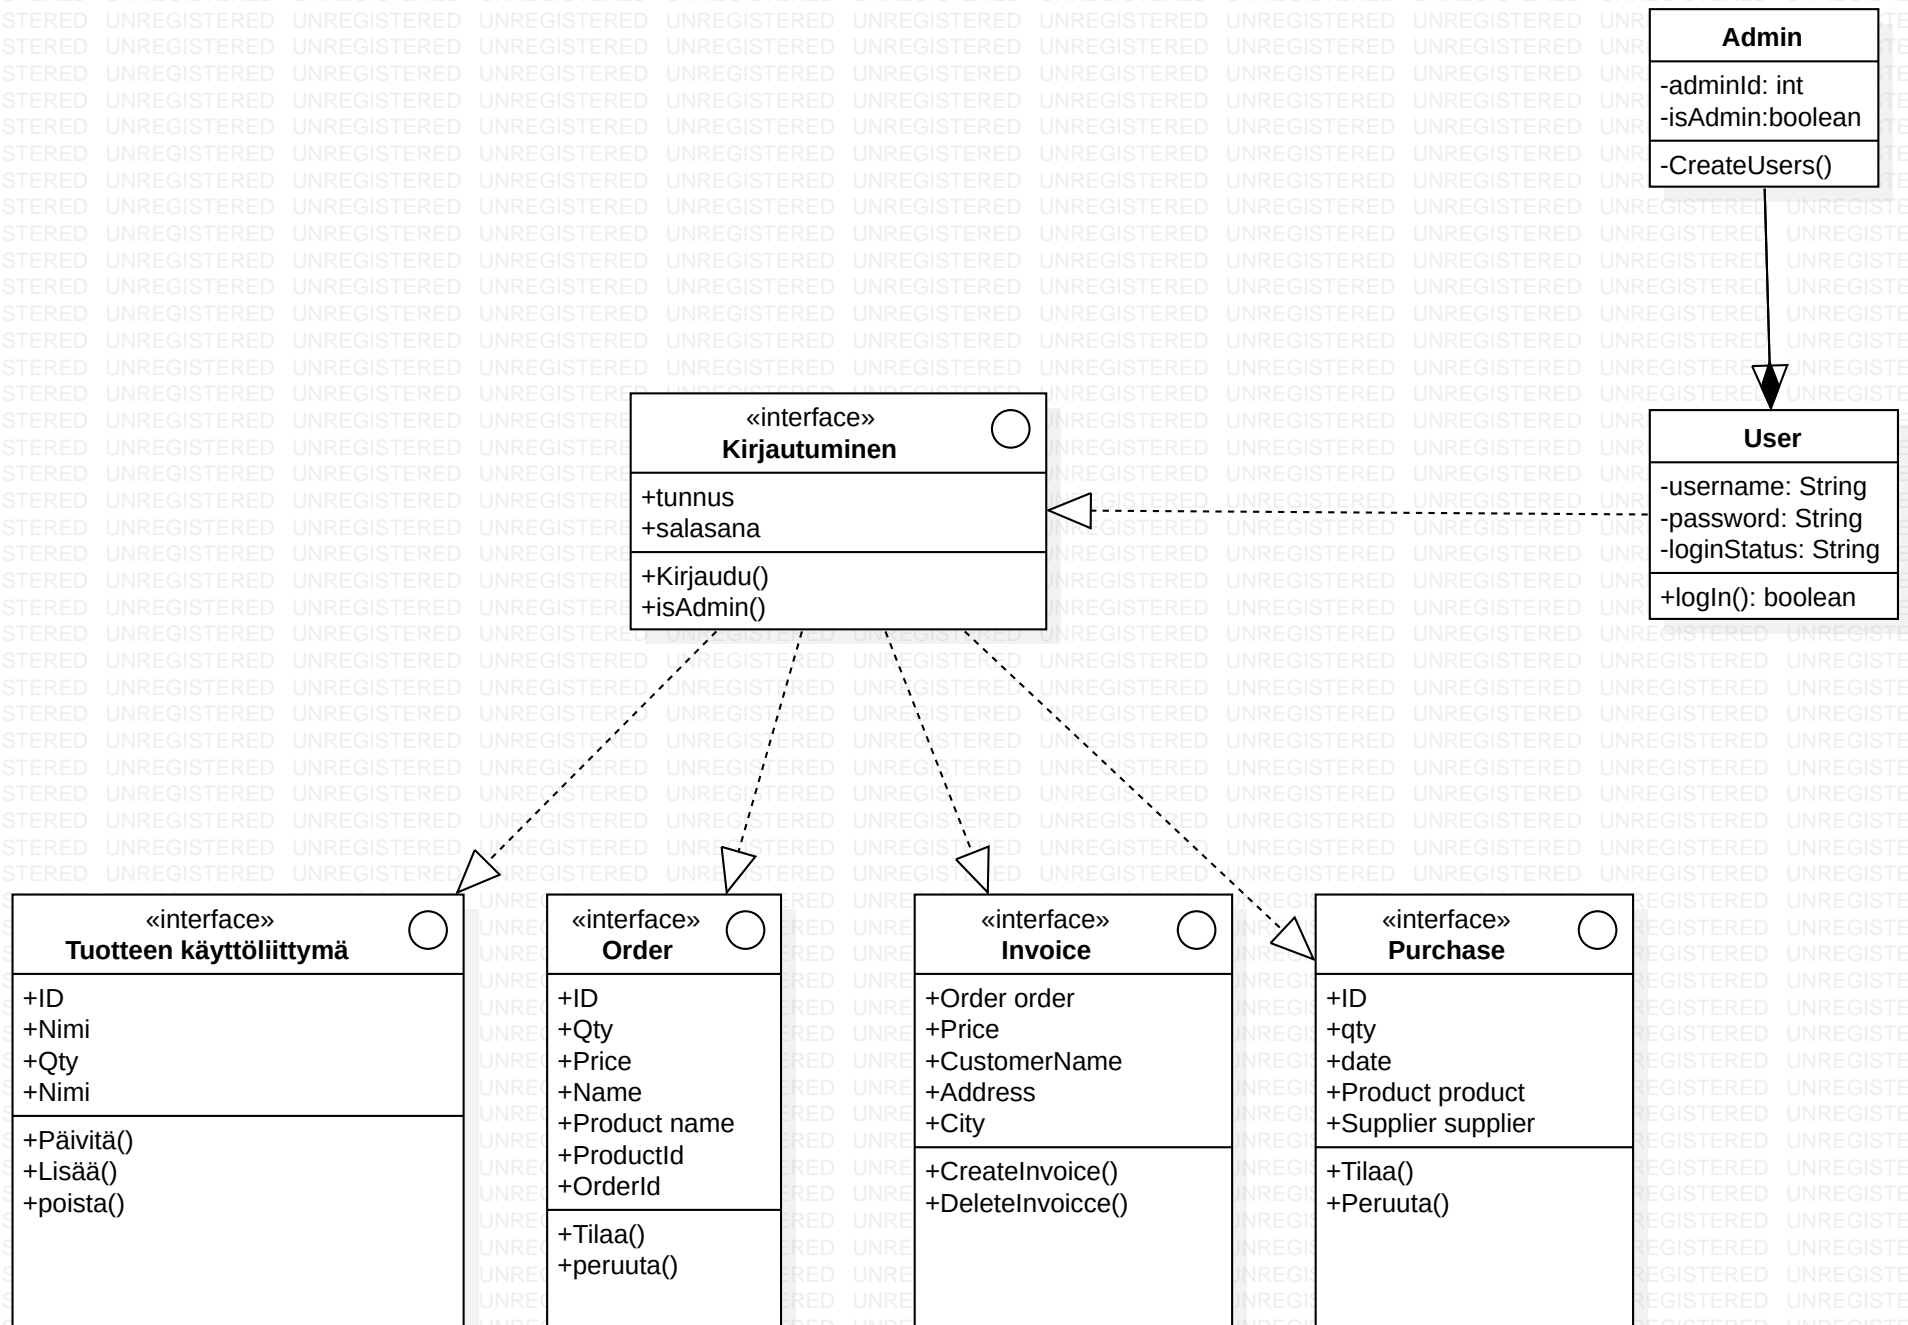 Admin
-adminId: int
-isAdmin:boolean
-CreateUsers()
«interface»
Kirjautuminen
+tunnus
+salasana
+Kirjaudu()
+isAdmin()
User
-username: String
-password: String
-loginStatus: String
+logIn(): boolean
«interface»
Tuotteen käyttöliittymä
+ID
+Nimi
+Qty
+Nimi
+Päivitä()
+Lisää()
+poista()
«interface»
Order
+ID
+Qty
+Price
+Name
+Product name
+ProductId
+OrderId
+Tilaa()
+peruuta()
«interface»
Invoice
+Order order
+Price
+CustomerName
+Address
+City
+CreateInvoice()
+DeleteInvoicce()
«interface»
Purchase
+ID
+qty
+date
+Product product
+Supplier supplier
+Tilaa()
+Peruuta()
UNREGISTERED